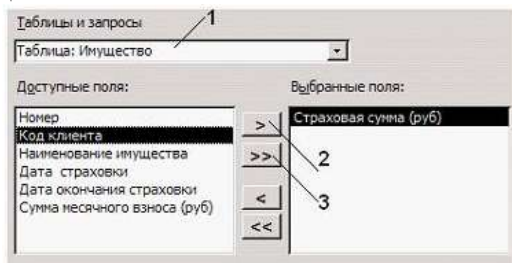 Таблицы и запросы
1
Таблица: Имущество
Доступные поля:
Выбранные поля:
Номер
Код клиента
Наименование имущества
Дата страховки
Дата окончания страховки
Сумма месячного взноса (руб)
>
>>
<
<<
Страховая сумма (руб)
2
3